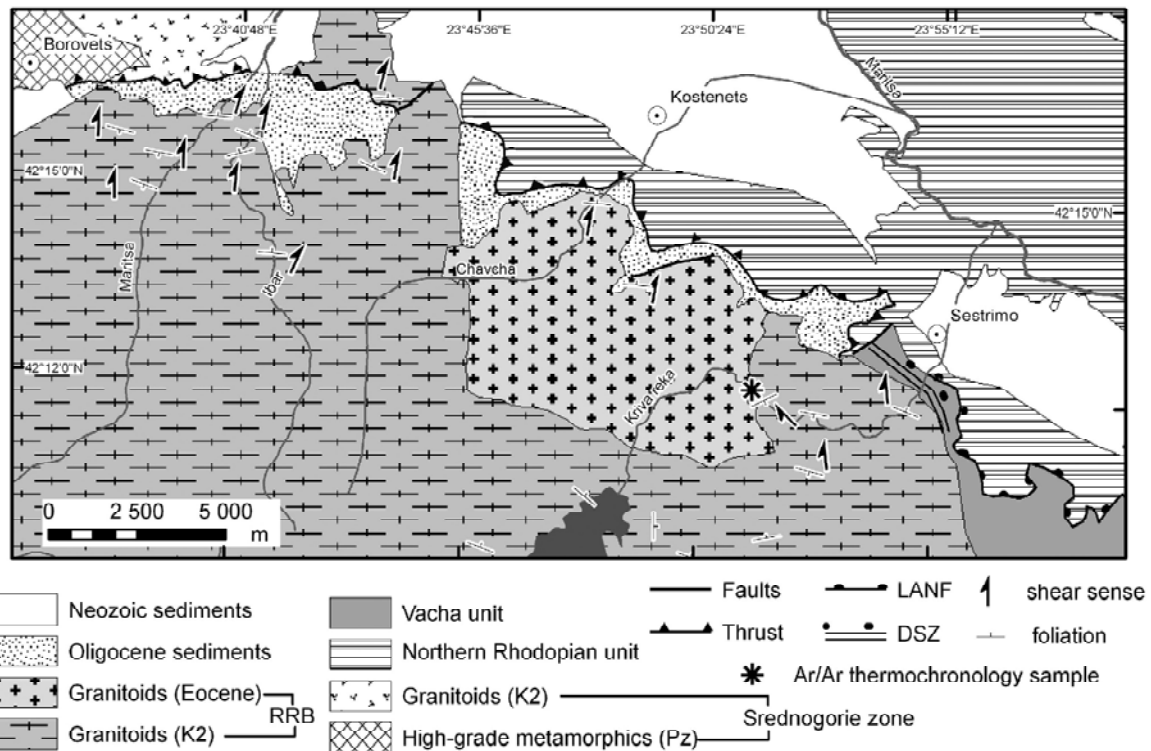 23°40'48"E
23°45'36"E
23°50'24"E
23°55'12"E
Borovets
Maritsa
Kostenets
42°15'0"N
42°15'0"N
Chavcha
Maritsa
Ibar
Sestrimo
42°12'0"N
Kriva reka
0 2 500 5 000
m
Neozoic sediments
Oligocene sediments
Granitoids (Eocene)
RRB
Granitoids (K2)
Vacha unit
Northern Rhodopian unit
Granitoids (K2)
Srednogorie zone
High-grade metamorphics (Pz)
Faults
LANF
shear sense
Thrust
DSZ
foliation
Ar/Ar thermochronology sample